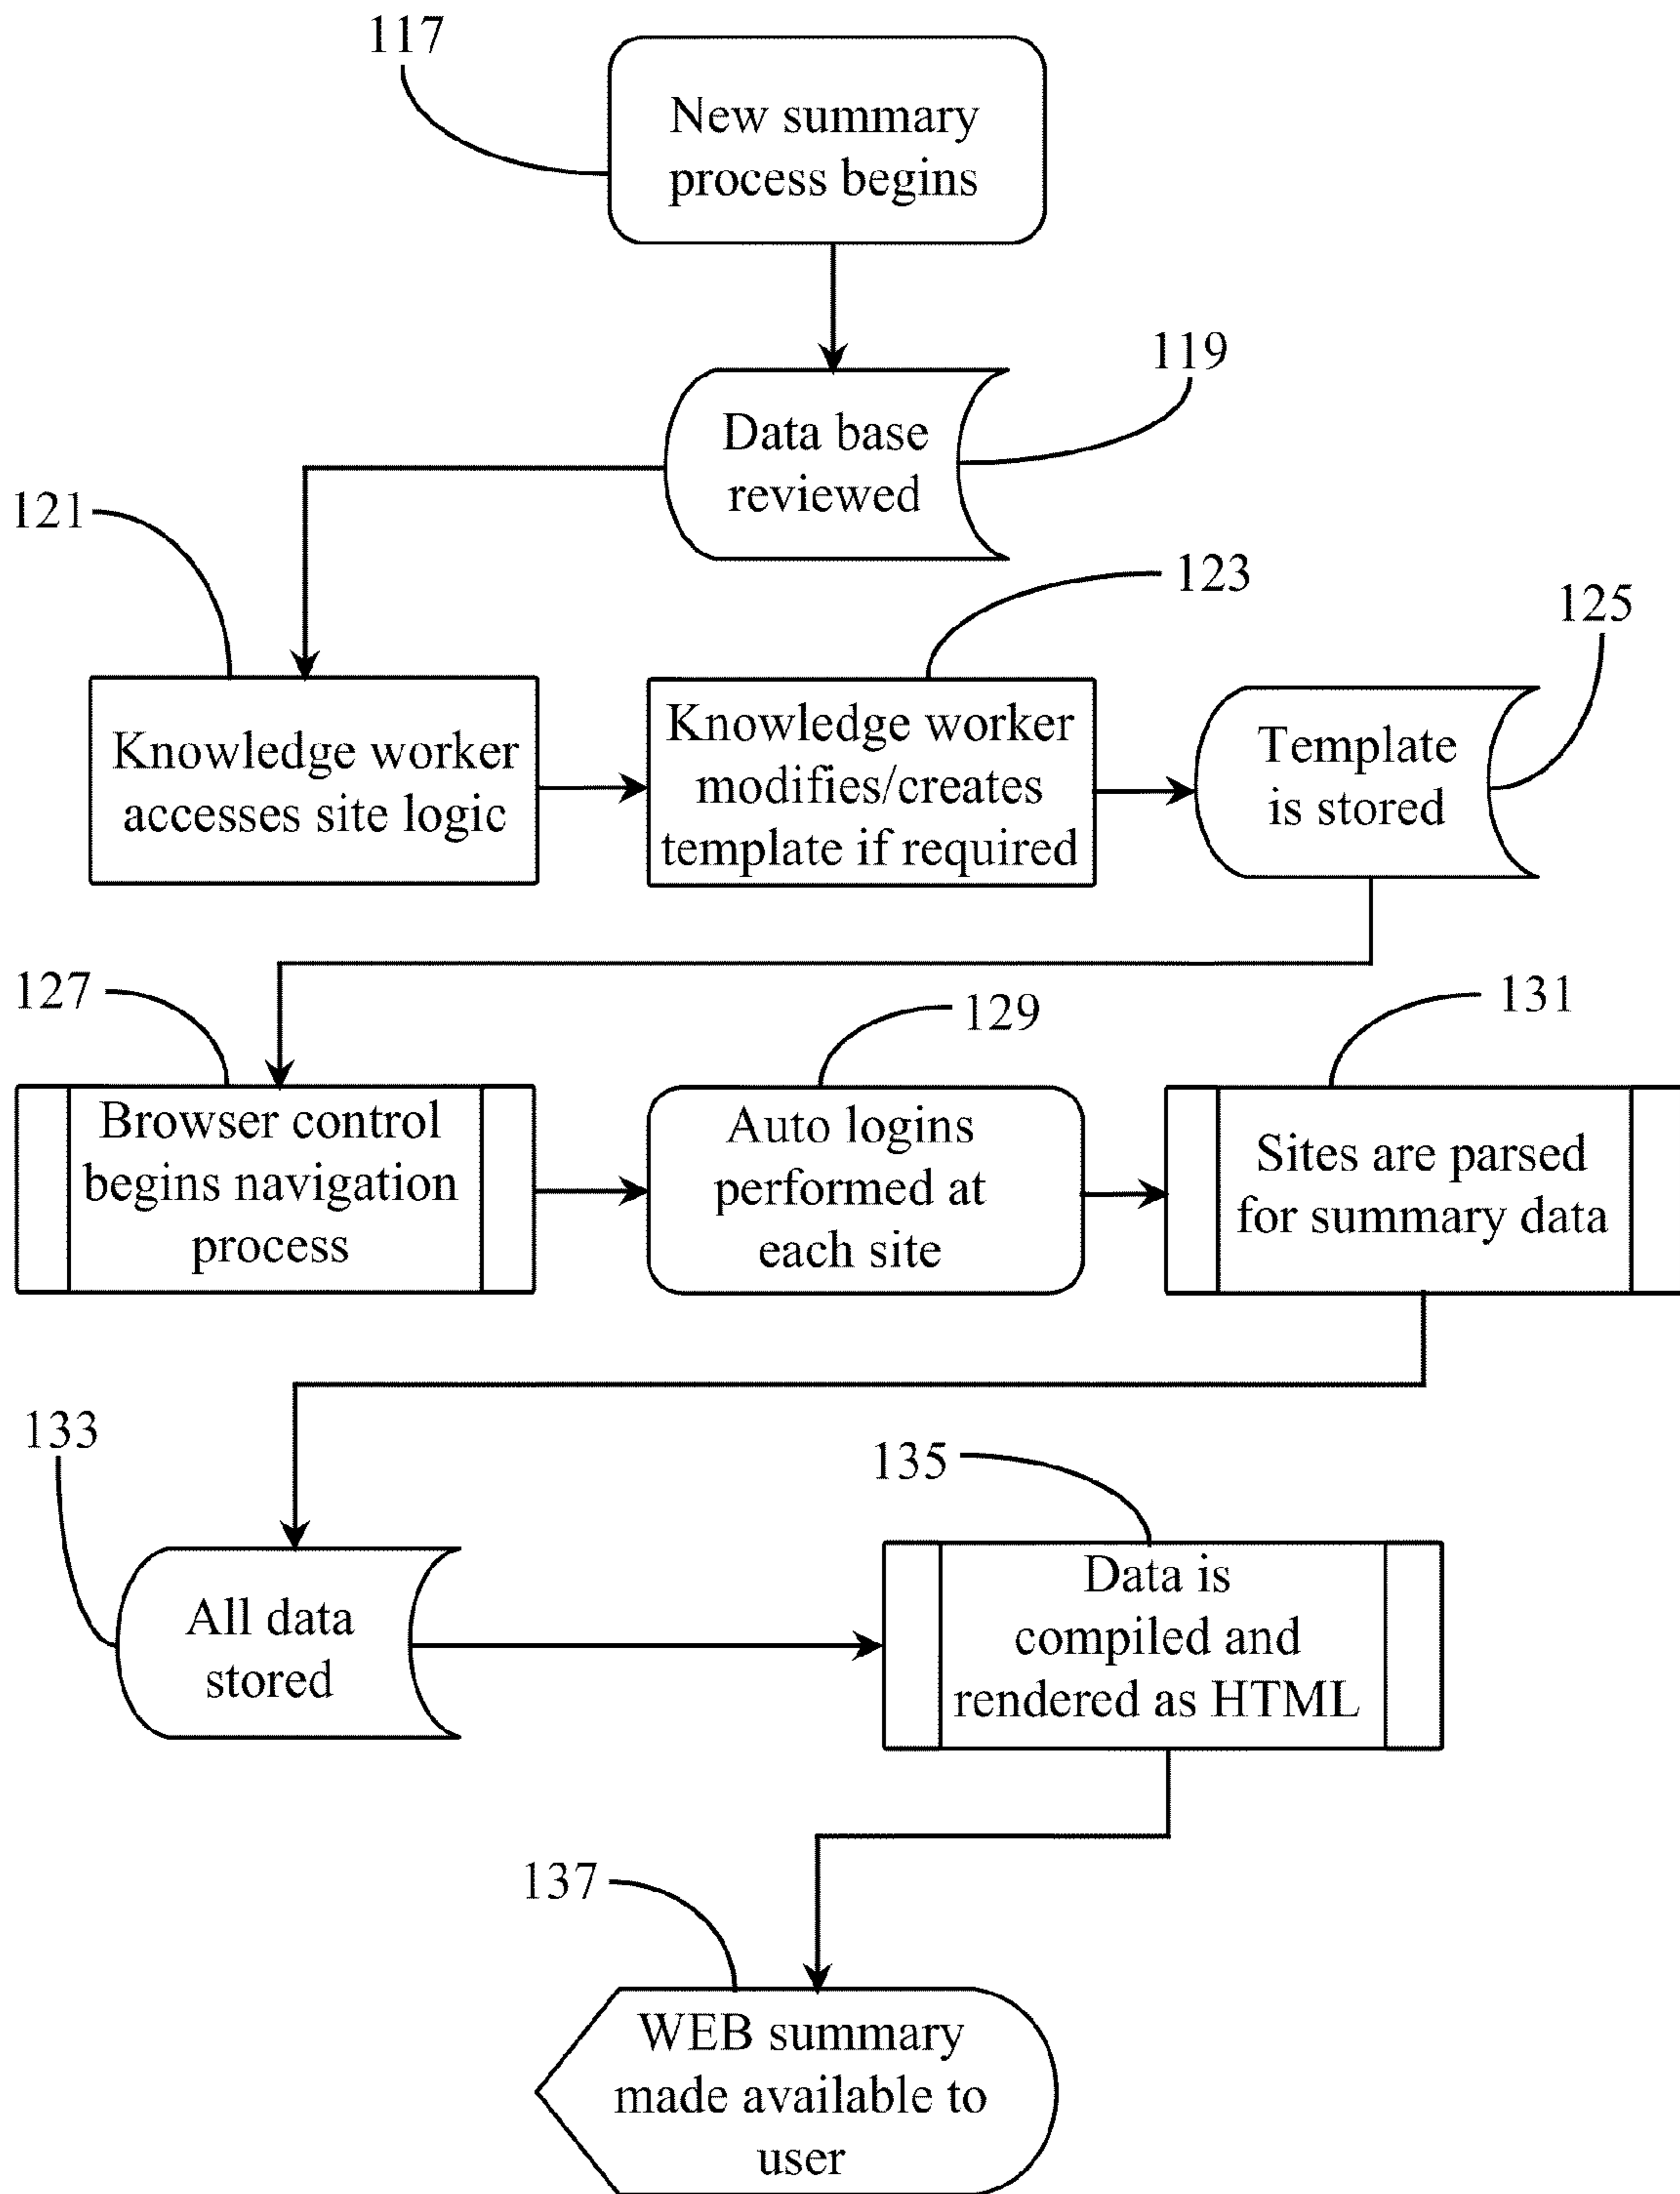 117
New summary
process begins
119
Data base
reviewed
121
123
125
Knowledge worker
accesses site logic
Knowledge worker
modifies/creates
template if required
Template
is stored
127
129
131
Browser control
begins navigation
process
Auto logins
performed at
each site
Sites are parsed
for summary data
133
135
All data
stored
Data is
compiled and
rendered as HTML
137
WEB summary
made available to
user